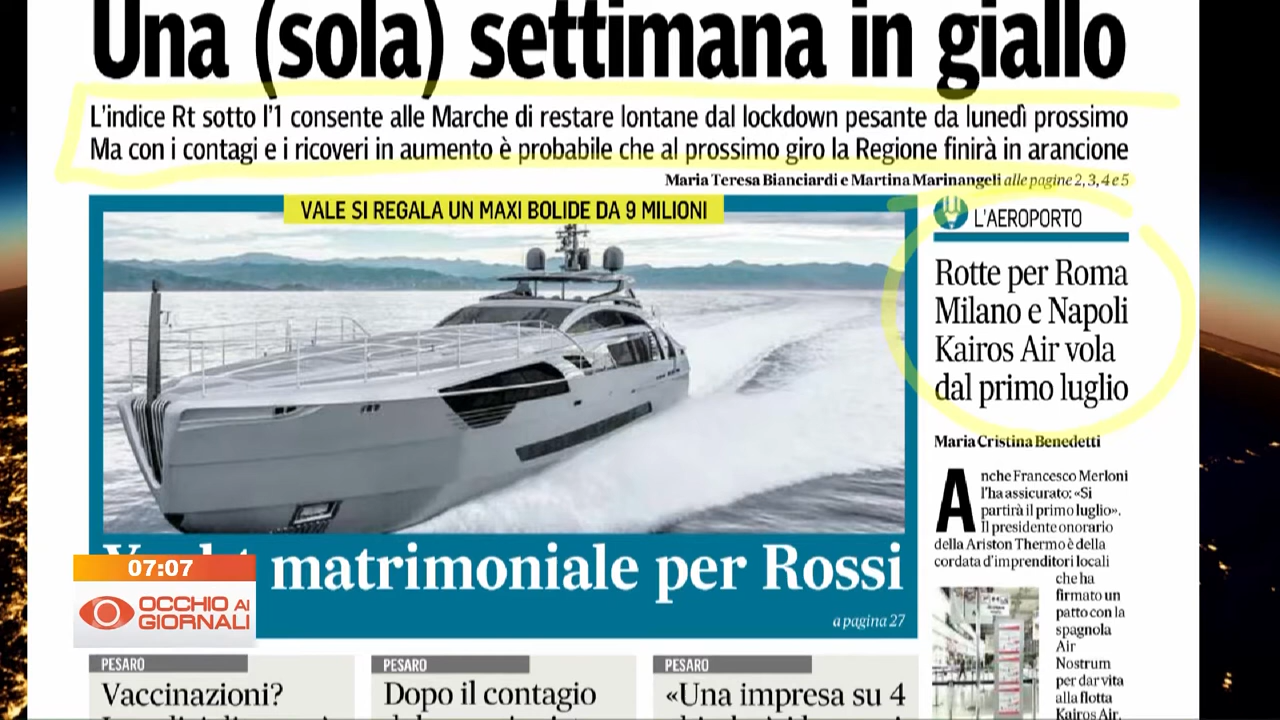 Una (sola) settimana in giallo
L'indice Rt sotto l'1 consente alle Marche di restare lontane dal lockdown pesante da lunedì prossimo
Ma con i contagi e i ricoveri in aumento è probabile che al prossimo giro la Regione finirà in arancione
Maria Teresa Bianciardi e Martina Marinangeli alle pagine 2, 3, 4 e 5
VALE SI REGALA UN MAXI BOLIDE DA 9 MILIONI
matrimoniale per Rossi
a pagina 27
L'AEROPORTO
Rotte per Roma
Milano e Napoli
Kairos Air vola
dal primo luglio
Maria Cristina Benedetti
Anche Francesco Merloni
l'ha assicurato: «Si
partirà il primo luglio».
Il presidente onorario
della Ariston Thermo è della
cordata d'imprenditori locali
che ha
firmato un
patto con la
spagnola
Air
Nostrum
per dar vita
alla flotta
Kairos Air.
07:07
OCCHIO AI
GIORNALI
PESARO
Vaccinazioni?
PESARO
Dopo il contagio
PESARO
«Una impresa su 4